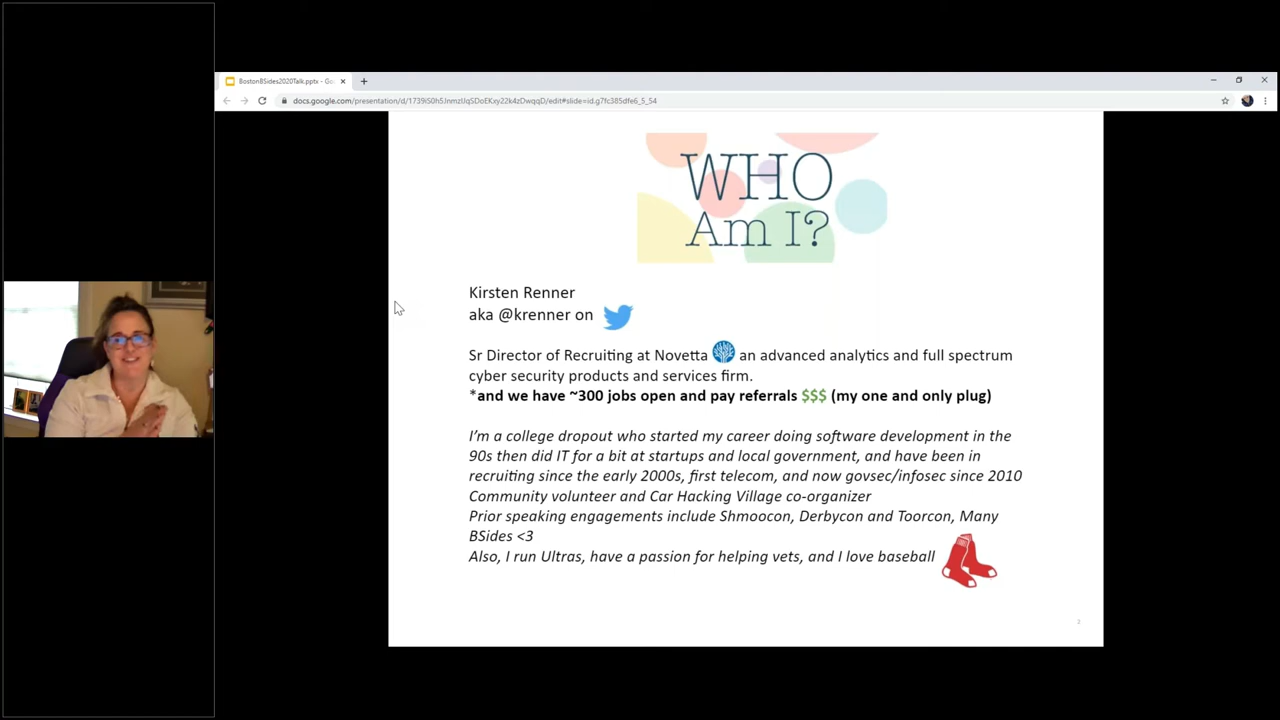 BostonBSides2020Talk.pptx - Go
WHO
Am I?
Kirsten Renner
aka @krenner on
Sr Director of Recruiting at Novetta an advanced analytics and full spectrum
cyber security products and services firm.
*and we have ~300 jobs open and pay referrals $$$ (my one and only plug)
I'm a college dropout who started my career doing software development in the
90s then did IT for a bit at startups and local government, and have been in
recruiting since the early 2000s, first telecom, and now govsec/infosec since 2010
Community volunteer and Car Hacking Village co-organizer
Prior speaking engagements include Shmoocon, Derbycon and Toorcon, Many
BSides <3
Also, I run Ultras, have a passion for helping vets, and I love baseball